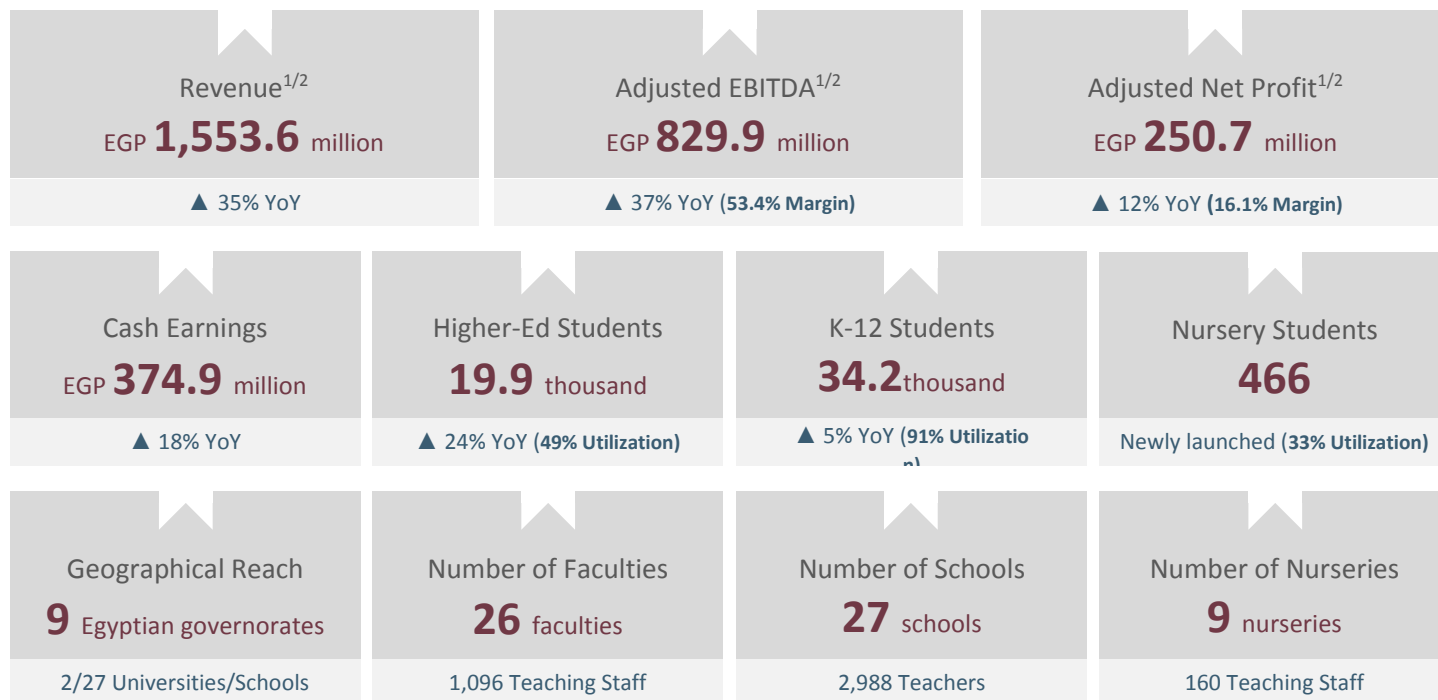 Revenue1/2
EGP 1,553.6 million
▲ 35% YoY
Adjusted EBITDA1/2
EGP 829.9 million
▲ 37% YoY (53.4% Margin)
Adjusted Net Profit1/2
EGP 250.7 million
▲ 12% YoY (16.1% Margin)
Cash Earnings
EGP 374.9 million
▲ 18% YoY
Higher-Ed Students
19.9 thousand
▲ 24% YoY (49% Utilization)
K-12 Students
34.2thousand
▲ 5% YoY (91% Utilizatio
n)
Nursery Students
466
Newly launched (33% Utilization)
Geographical Reach
9 Egyptian governorates
2/27 Universities/Schools
Number of Faculties
26 faculties
1,096 Teaching Staff
Number of Schools
27 schools
2,988 Teachers
Number of Nurseries
9 nurseries
160 Teaching Staff